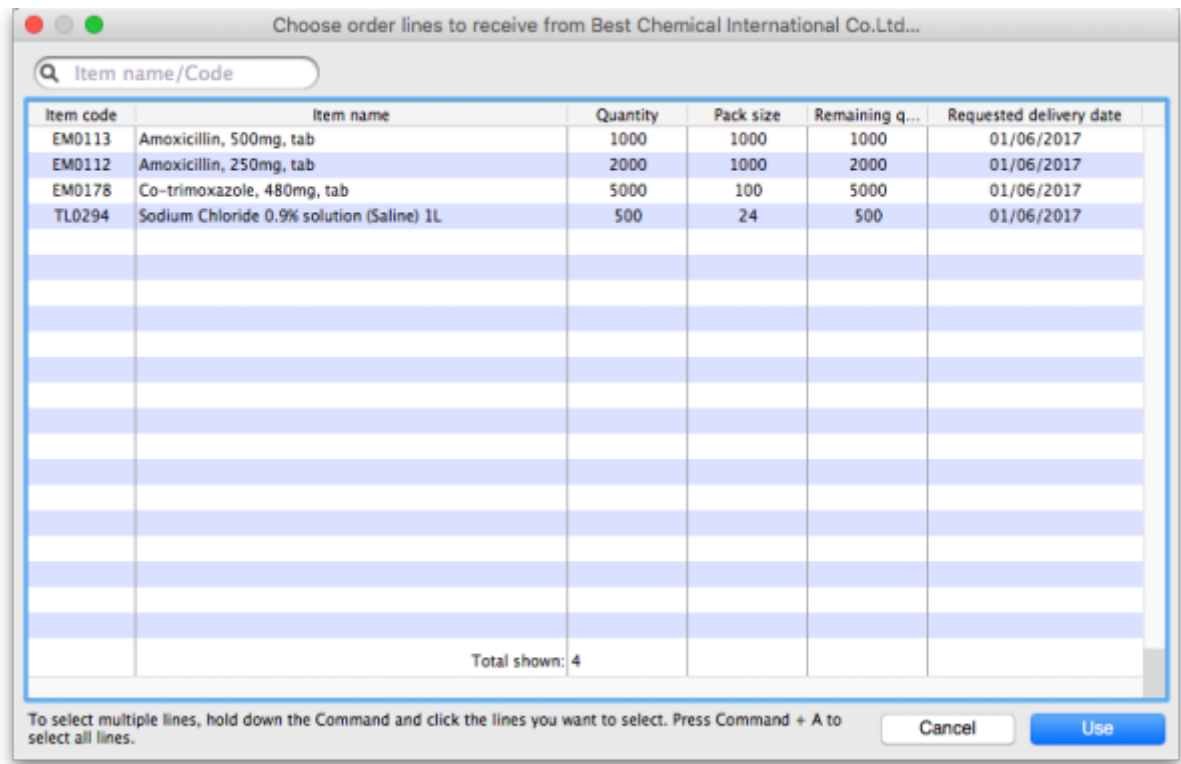 Choose order lines to receive from Best Chemical International Co.Ltd...
Item name/Code
Item code Item name Quantity Pack size Remaining q... Requested delivery date
EM0113 Amoxicillin, 500mg, tab 1000 1000 1000 01/06/2017
EM0112 Amoxicillin, 250mg, tab 2000 1000 2000 01/06/2017
EM0178 Co-trimoxazole, 480mg, tab 5000 100 5000 01/06/2017
TL0294 Sodium Chloride 0.9% solution (Saline) 1L 500 24 500 01/06/2017
Total shown: 4
To select multiple lines, hold down the Command and click the lines you want to select. Press Command + A to
select all lines.
Cancel Use